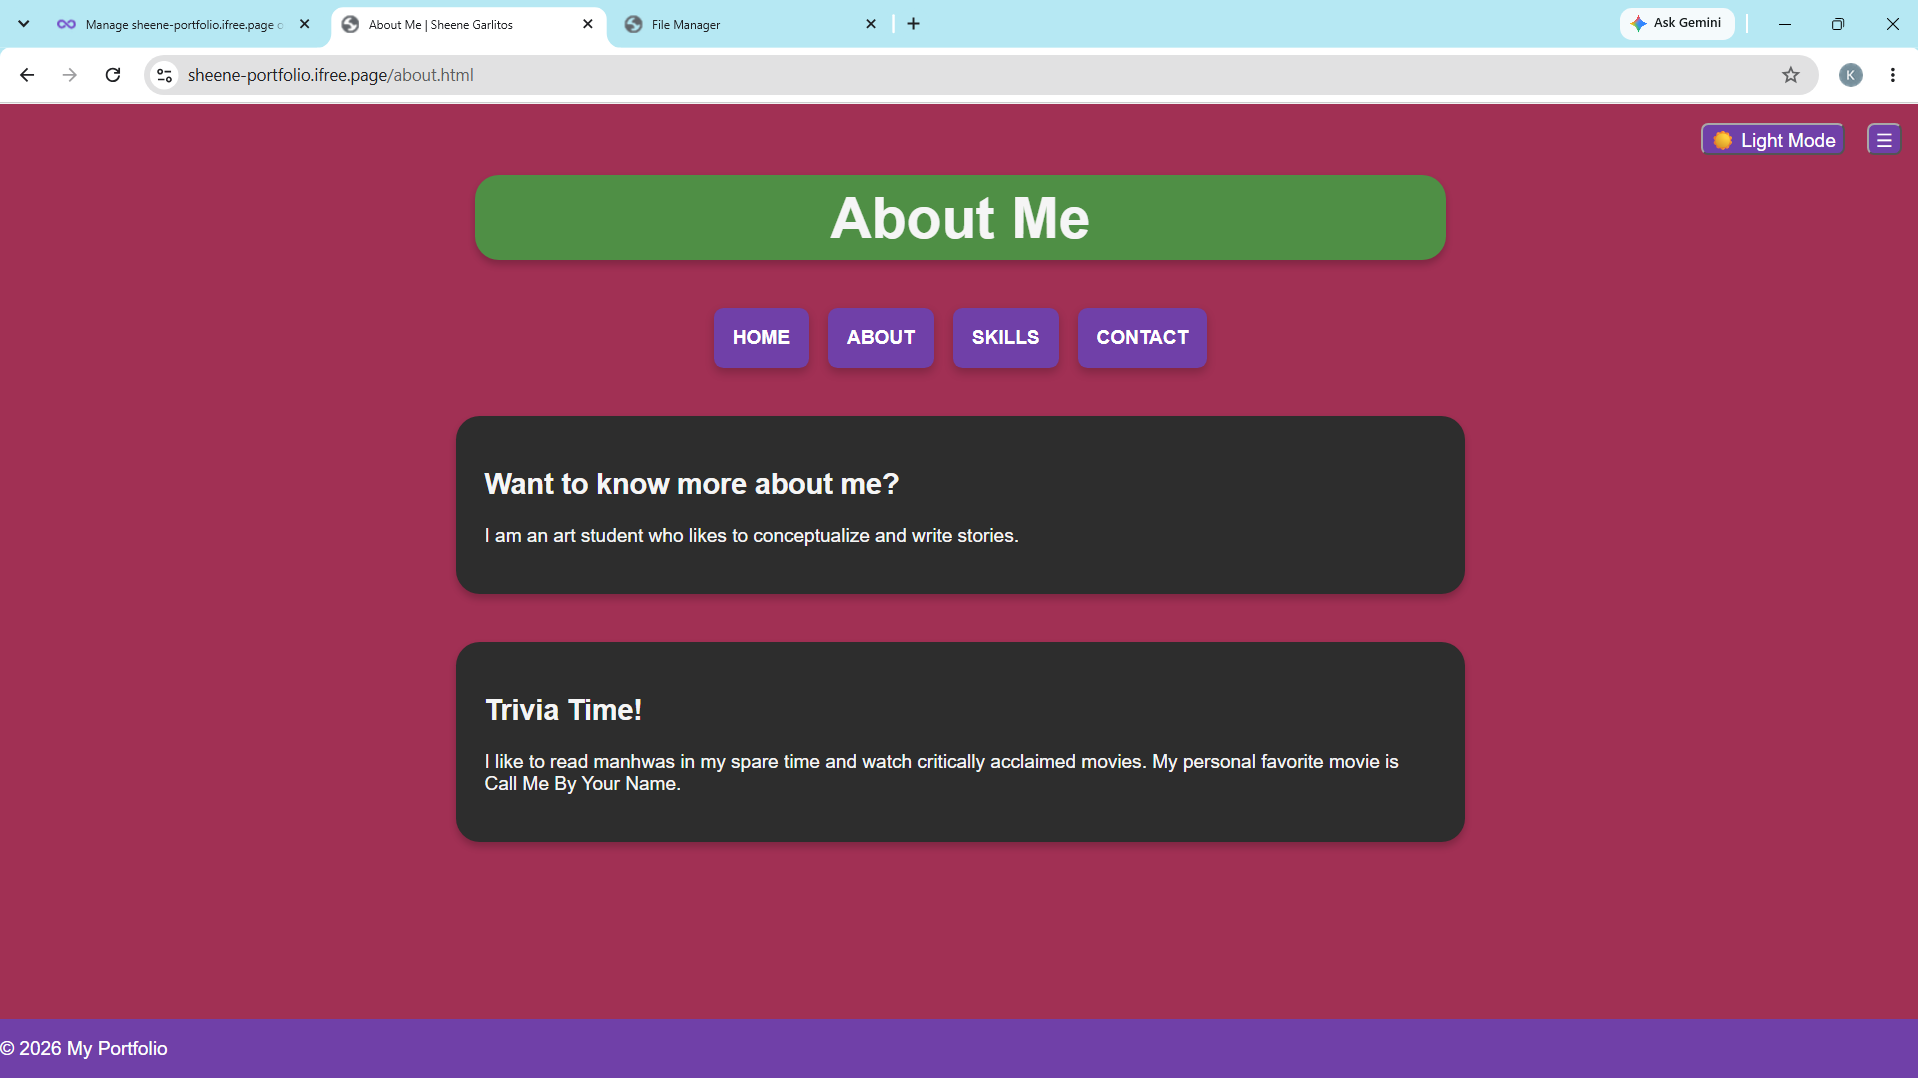 Manage sheene-portfolio.ifree.page
About Me | Sheene Garlitos
File Manager
Ask Gemini
sheene-portfolio.ifree.page/about.html
K
Light Mode
☰
About Me
HOME
ABOUT
SKILLS
CONTACT
Want to know more about me?
I am an art student who likes to conceptualize and write stories.
Trivia Time!
I like to read manhwas in my spare time and watch critically acclaimed movies. My personal favorite movie is
Call Me By Your Name.
© 2026 My Portfolio